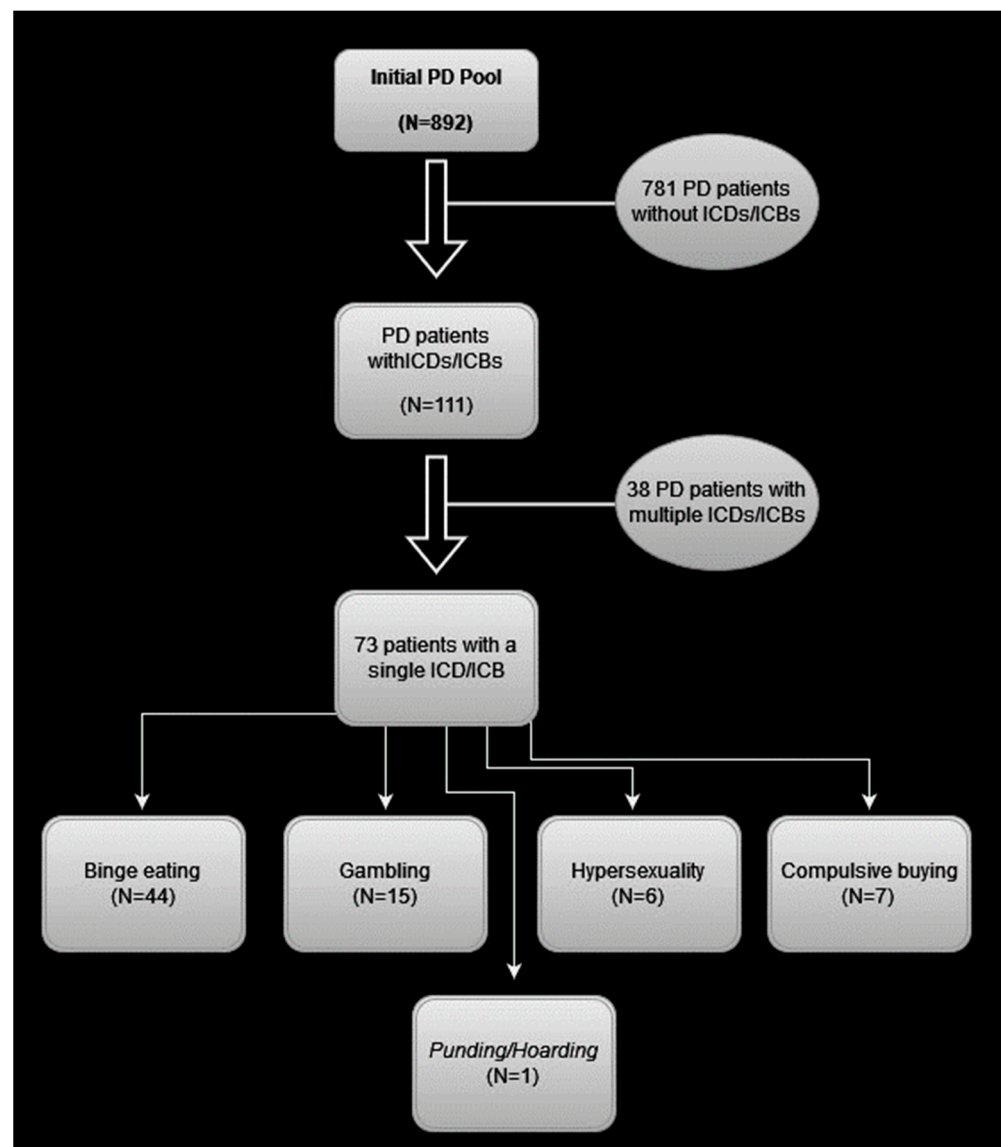 Initial PD Pool
(N=892)
781 PD patients
without ICDs/ICBs
PD patients
withICDs/ICBs
(N=111)
38 PD patients with
multiple ICDs/ICBs
73 patients with a
single ICD/ICB
Binge eating
(N=44)
Gambling
(N=15)
Hypersexuality
(N=6)
Compulsive buying
(N=7)
Punding/Hoarding
(N=1)